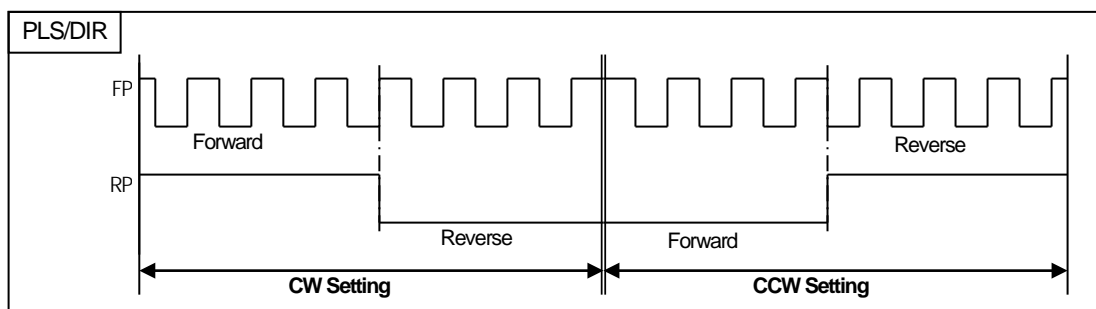 PLS/DIR
FP
Forward
Reverse
RP
Reverse
Forward
CW Setting
CCW Setting